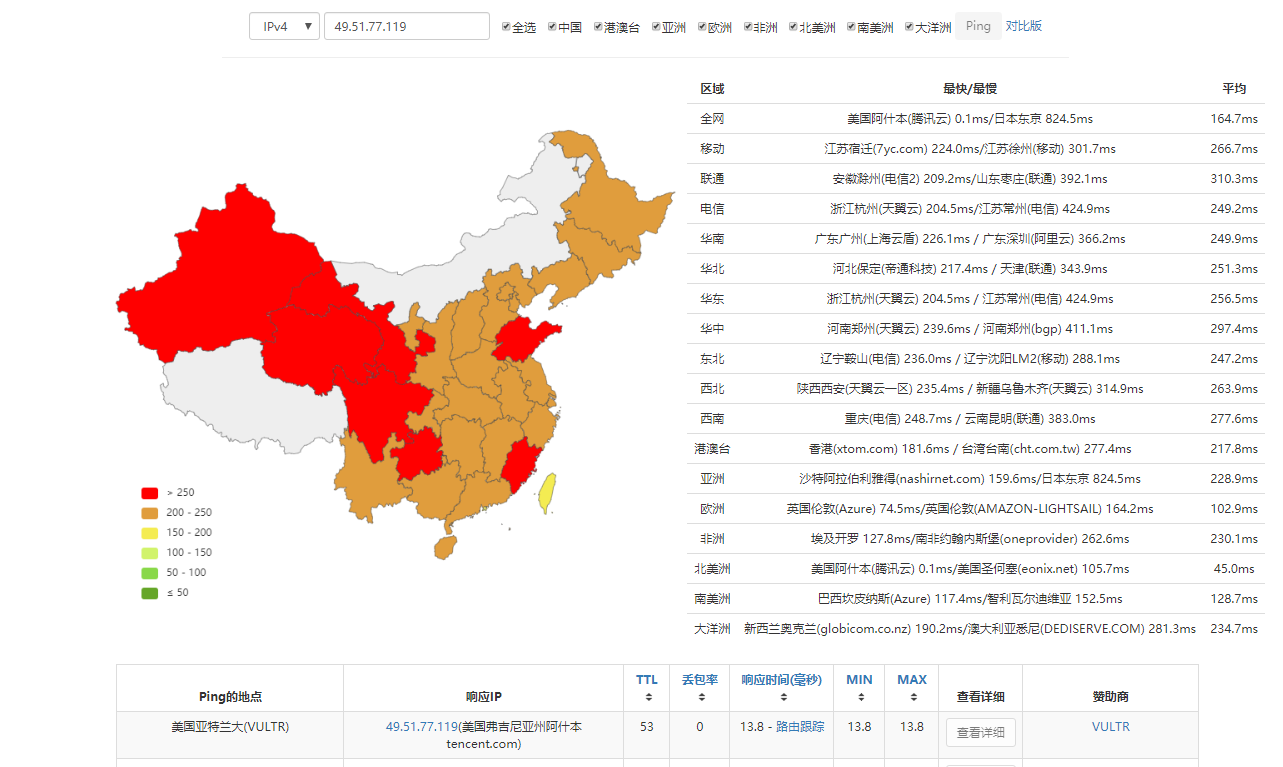 IPv4 ▼ 49.51.77.119 全选 中国 港澳台 亚洲 欧洲 非洲 北美洲 南美洲 大洋洲 Ping 对比版
区域 最快/最慢 平均
全网 美国阿什本(腾讯云) 0.1ms/日本东京 824.5ms 164.7ms
移动 江苏宿迁(7yc.com) 224.0ms/江苏徐州(移动) 301.7ms 266.7ms
联通 安徽滁州(电信2) 209.2ms/山东枣庄(联通) 392.1ms 310.3ms
电信 浙江杭州(天翼云) 204.5ms/江苏常州(电信) 424.9ms 249.2ms
华南 广东广州(上海云盾) 226.1ms / 广东深圳(阿里云) 366.2ms 249.9ms
华北 河北保定(帝通科技) 217.4ms / 天津(联通) 343.9ms 251.3ms
华东 浙江杭州(天翼云) 204.5ms / 江苏常州(电信) 424.9ms 256.5ms
华中 河南郑州(天翼云) 239.6ms / 河南郑州(bgp) 411.1ms 297.4ms
东北 辽宁鞍山(电信) 236.0ms / 辽宁沈阳LM2(移动) 288.1ms 247.2ms
西北 陕西西安(天翼云一区) 235.4ms / 新疆乌鲁木齐(天翼云) 314.9ms 263.9ms
西南 重庆(电信) 248.7ms / 云南昆明(联通) 383.0ms 277.6ms
港澳台 香港(xtom.com) 181.6ms / 台湾台南(cht.com.tw) 277.4ms 217.8ms
亚洲 沙特阿拉伯利雅得(nashirnet.com) 159.6ms/日本东京 824.5ms 228.9ms
欧洲 英国伦敦(Azure) 74.5ms/英国伦敦(AMAZON-LIGHTSAIL) 164.2ms 102.9ms
非洲 埃及开罗 127.8ms/南非约翰内斯堡(oneprovider) 262.6ms 230.1ms
北美洲 美国阿什本(腾讯云) 0.1ms/美国圣何塞(eonix.net) 105.7ms 45.0ms
南美洲 巴西坎皮纳斯(Azure) 117.4ms/智利瓦尔迪维亚 152.5ms 128.7ms
大洋洲 新西兰奥克兰(globicom.co.nz) 190.2ms/澳大利亚悉尼(DEDISERVE.COM) 281.3ms 234.7ms
> 250
200 - 250
150 - 200
100 - 150
50 - 100
≤ 50
Ping的地点 响应IP TTL 丢包率 响应时间(毫秒) MIN MAX 查看详细 赞助商
美国亚特兰大(VULTR) 49.51.77.119(美国弗吉尼亚州阿什本 53 0 13.8 - 路由跟踪 13.8 13.8 查看详细 VULTR
tencent.com)